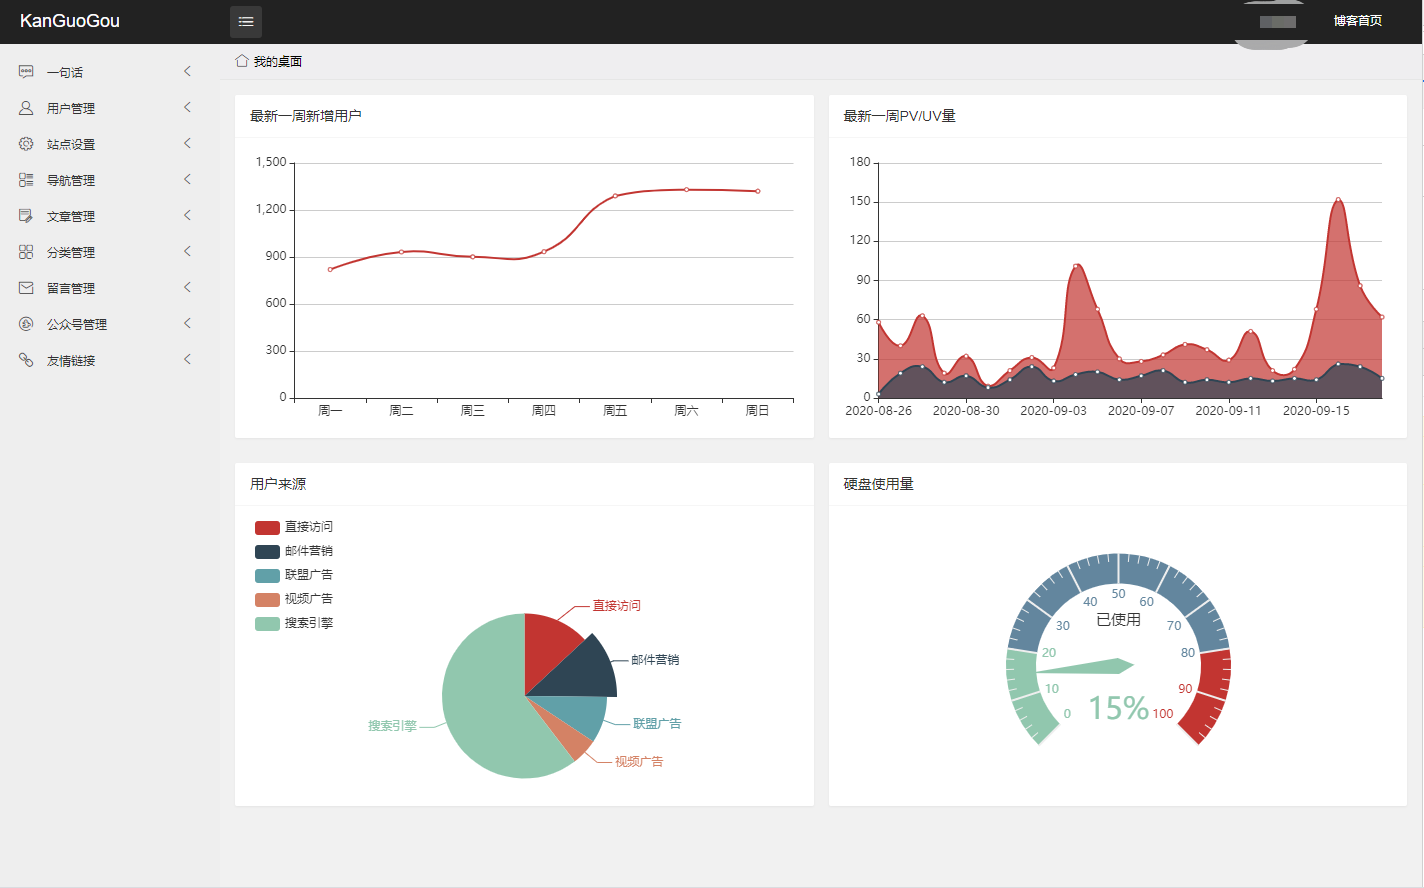 KanGuoGou
博客首页
一句话
用户管理
站点设置
导航管理
文章管理
分类管理
留言管理
公众号管理
友情链接
我的桌面
最新一周新增用户
1,500
1,200
900
600
300
0
周一 周二 周三 周四 周五 周六 周日
最新一周PV/UV量
180
150
120
90
60
30
0
2020-08-26 2020-08-30 2020-09-03 2020-09-07 2020-09-11 2020-09-15
用户来源
直接访问
邮件营销
联盟广告
视频广告
搜索引擎
直接访问
邮件营销
联盟广告
视频广告
搜索引擎
硬盘使用量
0
10
20
30
40
50
60
70
80
90
100
已使用
15%